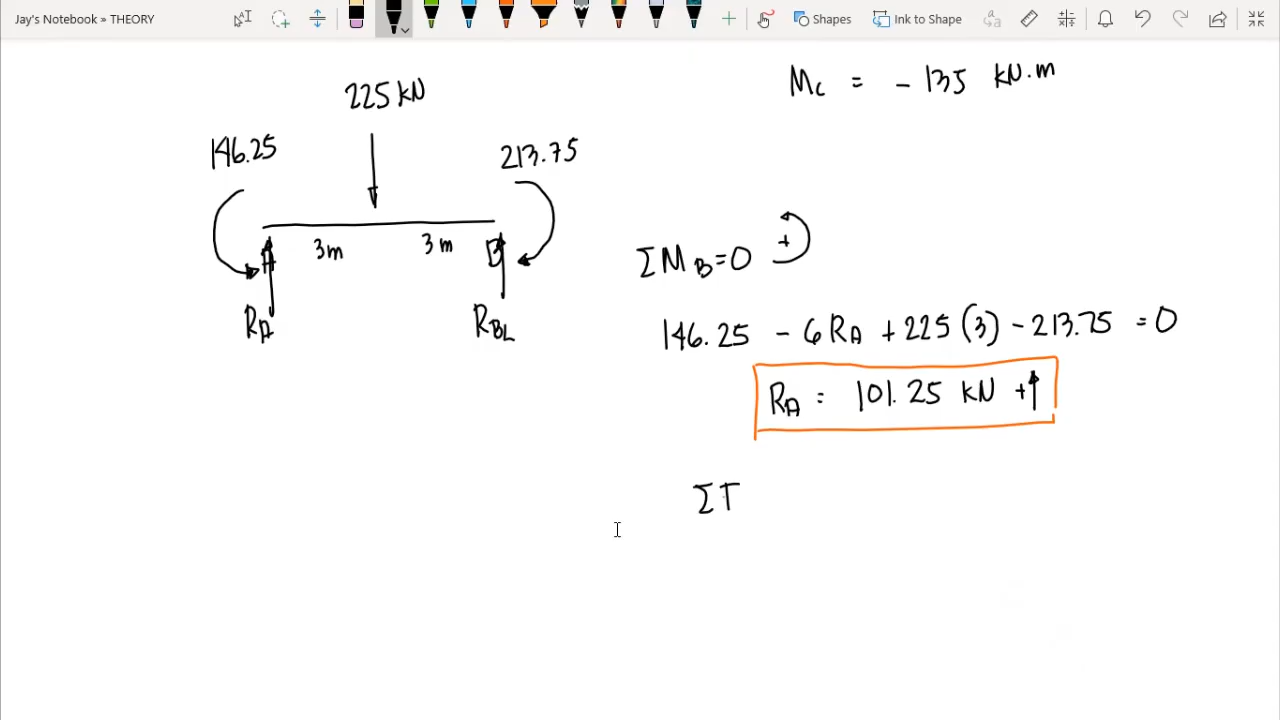 Jay's Notebook » THEORY
Shapes
Ink to Shape
225 kN
Mc = - 135 kN.m
146.25
213.75
A
3m
3m
B
ΣMB=0 +
RA
RBL
146.25 - 6RA + 225 (3) - 213.75 = 0
RA = 101.25 kN +↑
ΣT